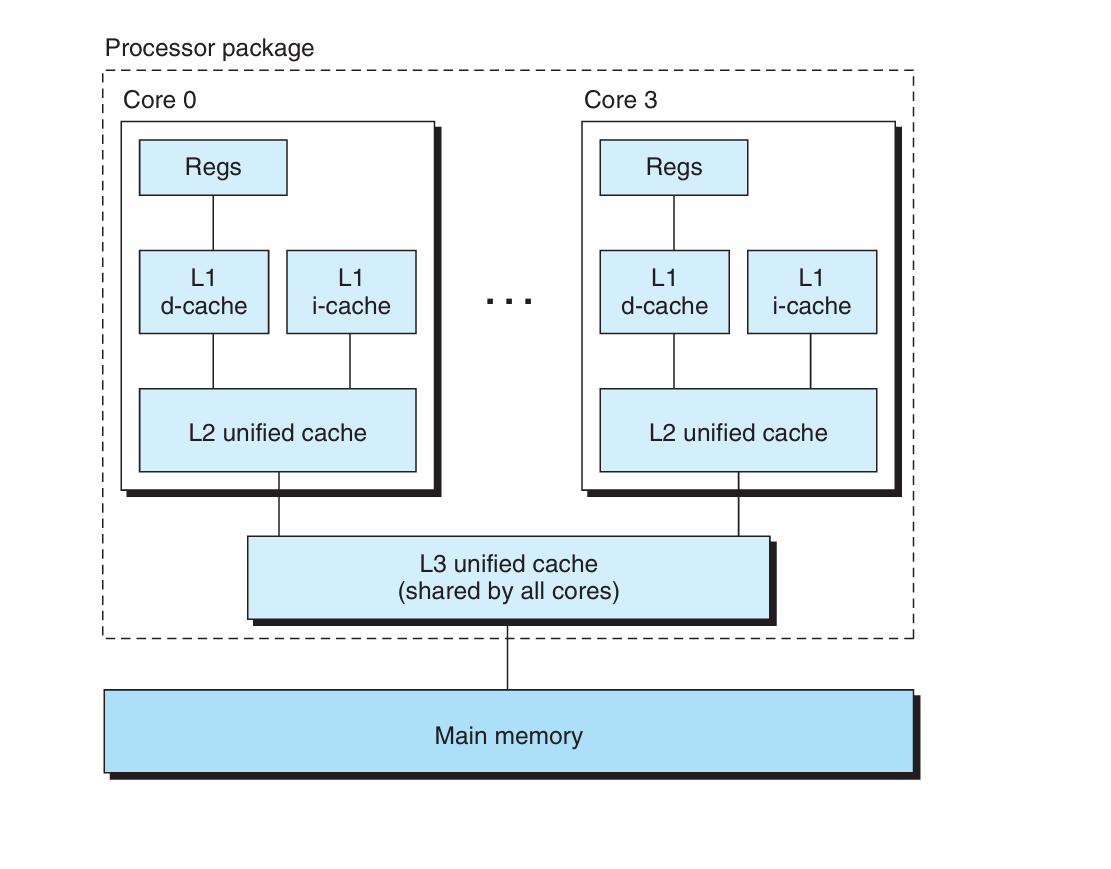 Processor package
Core 0
Core 3
Regs
Regs
L1
d-cache
L1
i-cache
. . .
L1
d-cache
L1
i-cache
L2 unified cache
L2 unified cache
L3 unified cache
(shared by all cores)
Main memory